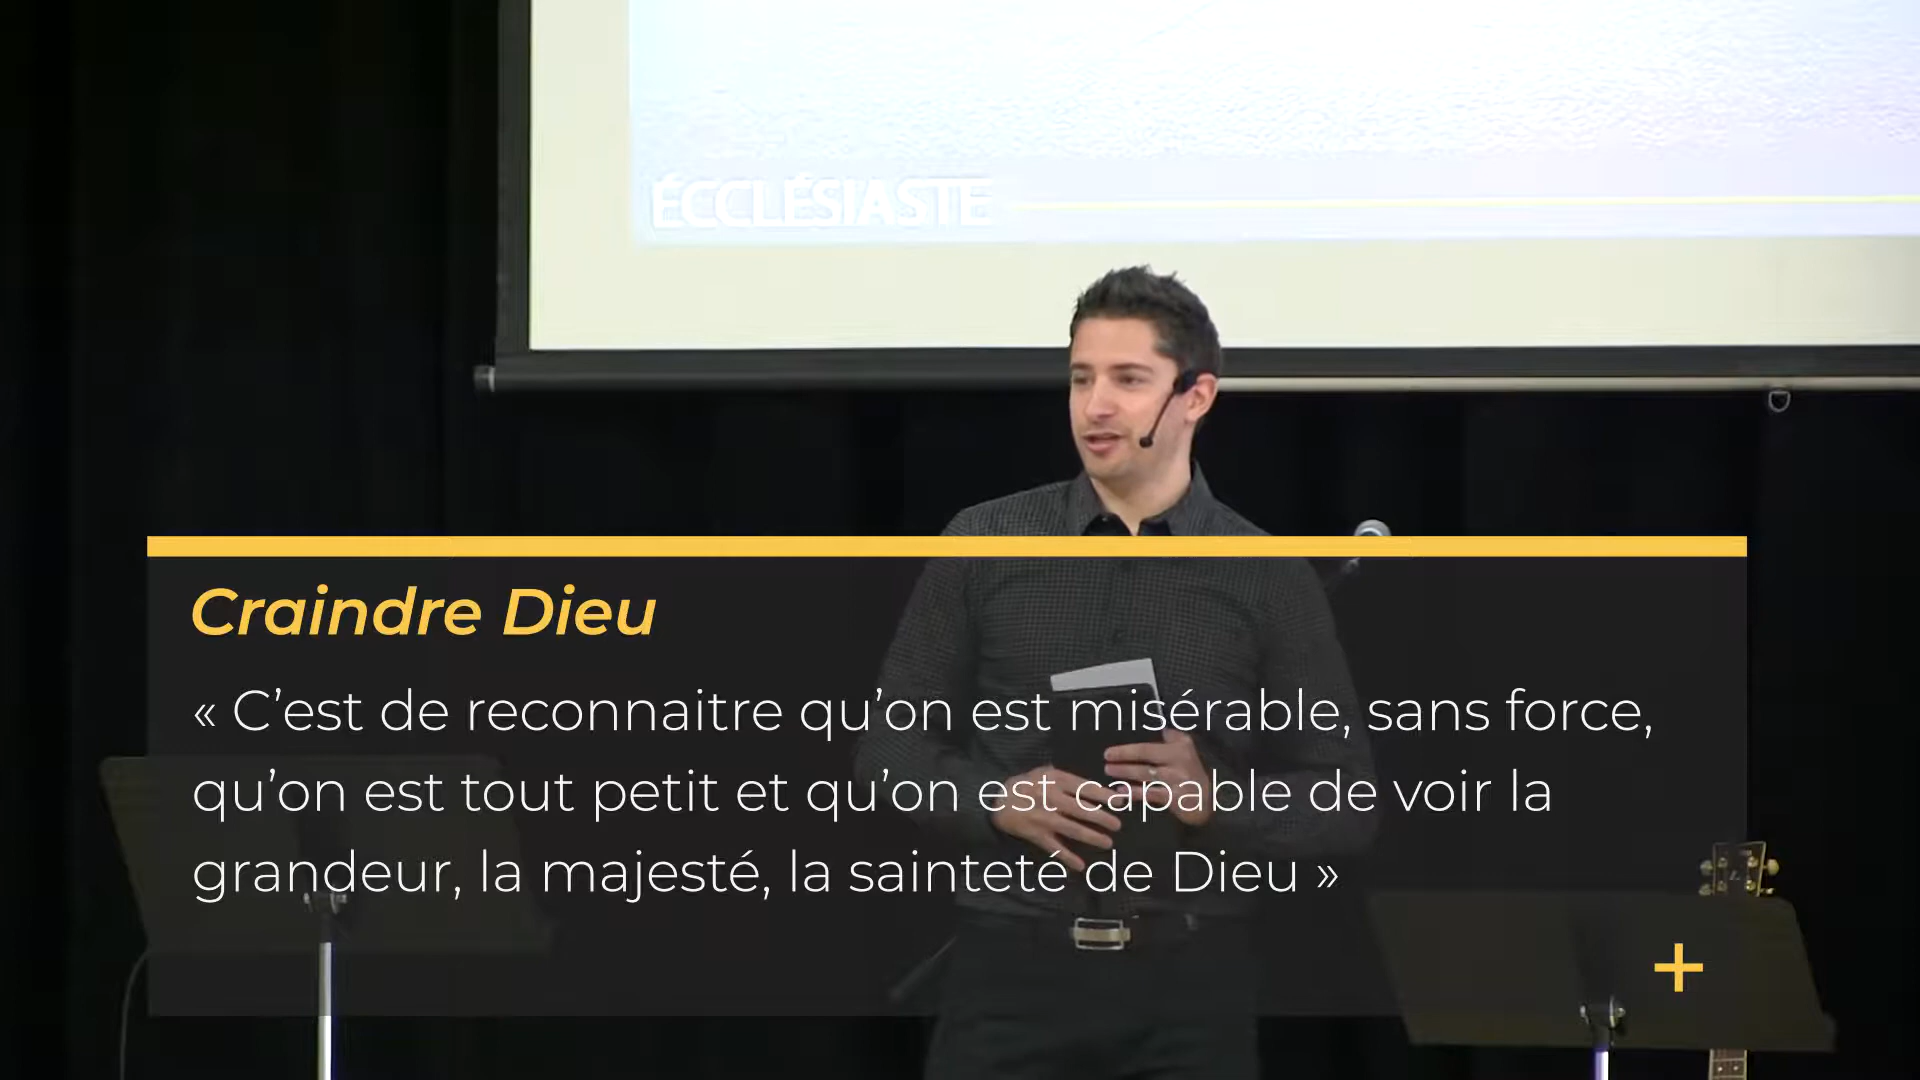 ÉCCLÉSIASTE
Craindre Dieu
« C’est de reconnaitre qu’on est misérable, sans force,
qu’on est tout petit et qu’on est capable de voir la
grandeur, la majesté, la sainteté de Dieu »